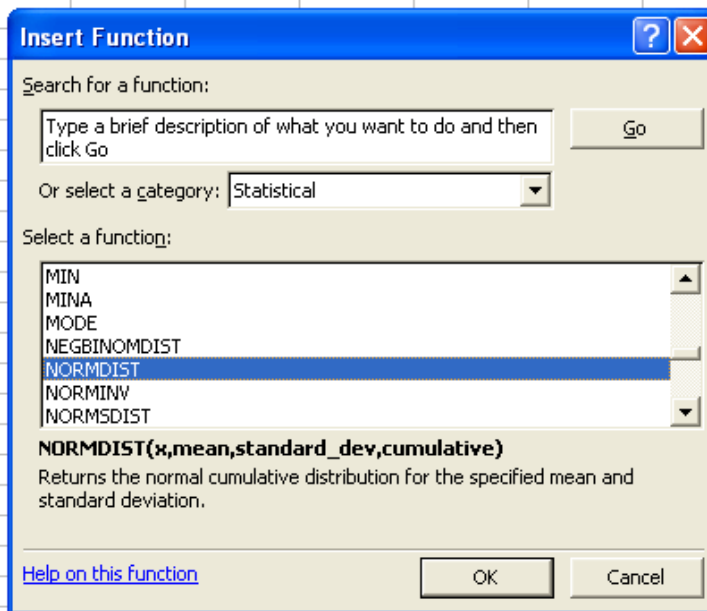 Insert Function
Search for a function:
Type a brief description of what you want to do and then
click Go
Go
Or select a category: Statistical
Select a function:
MIN
MINA
MODE
NEGBINOMDIST
NORMDIST
NORMINV
NORMSDIST
NORMDIST(x,mean,standard_dev,cumulative)
Returns the normal cumulative distribution for the specified mean and
standard deviation.
Help on this function
OK
Cancel